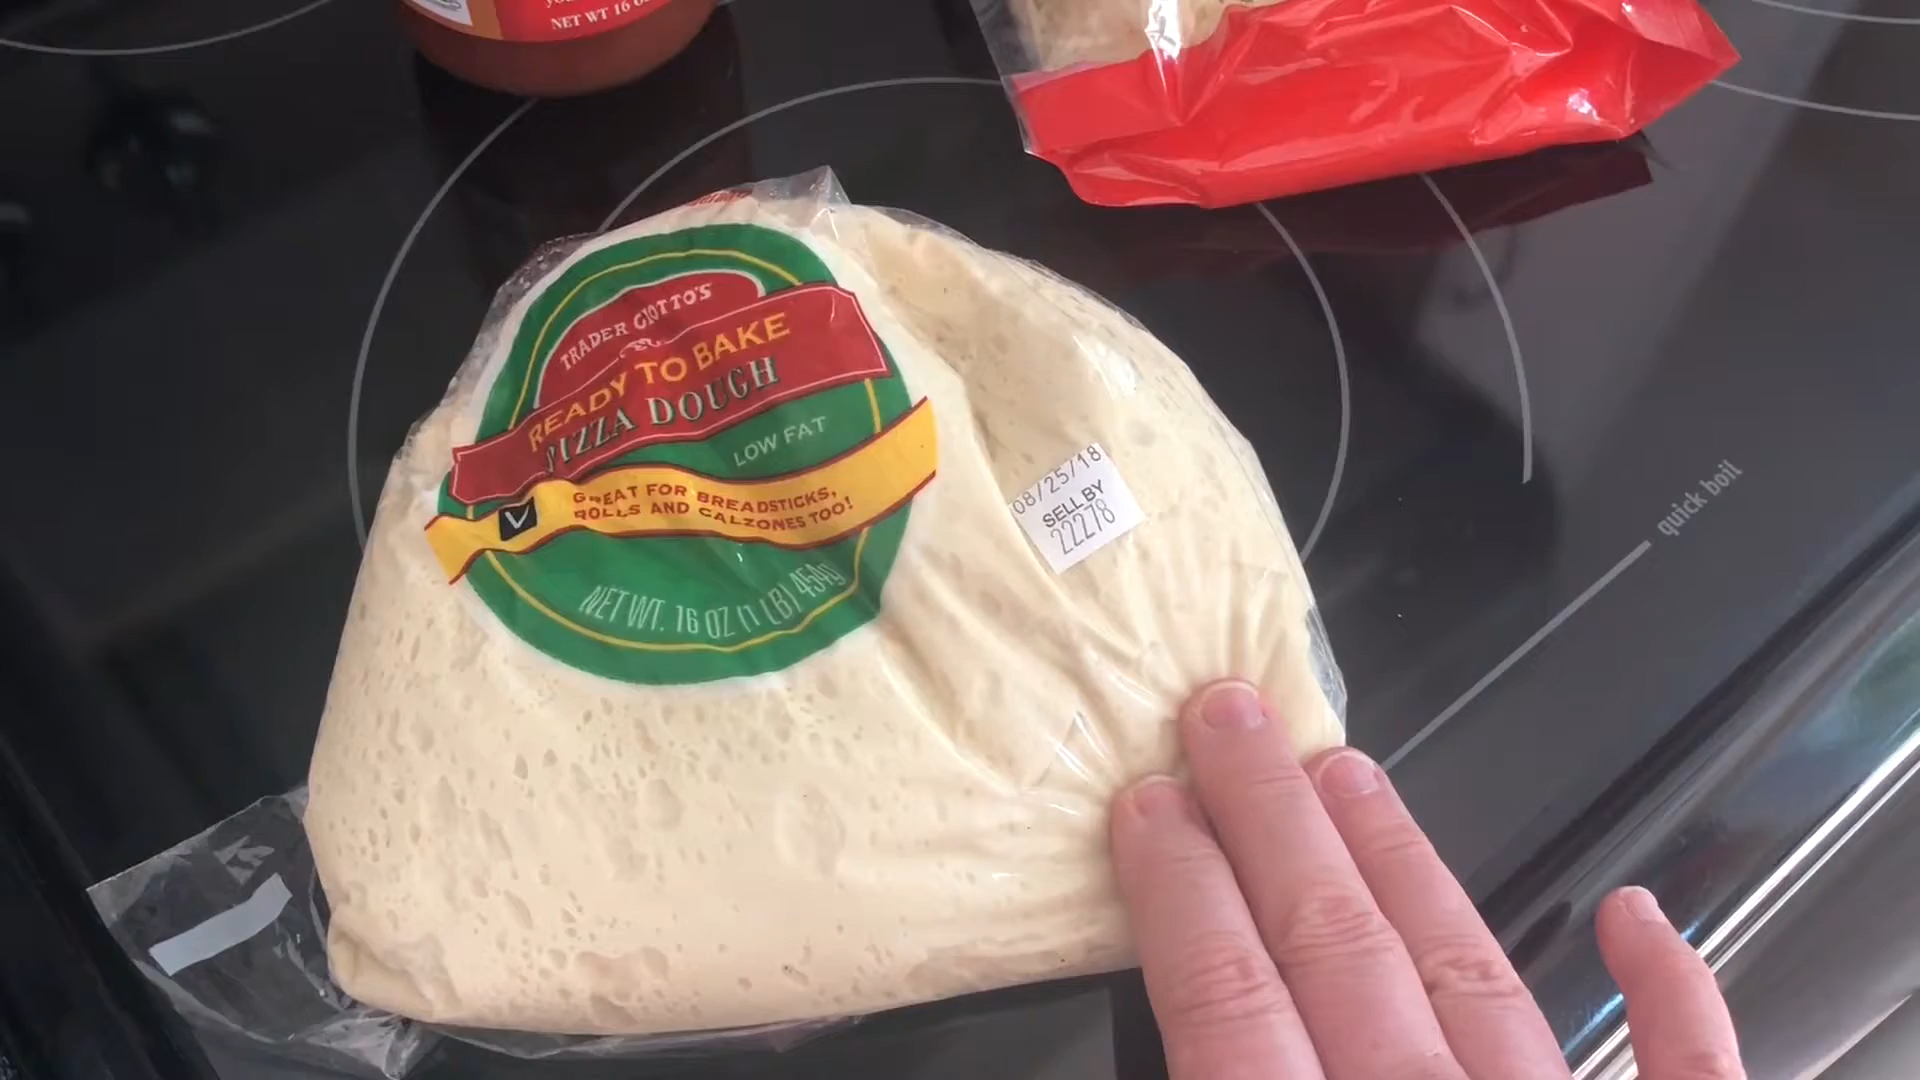 NET WT 16
TRADER GIOTTO'S
READY TO BAKE
PIZZA DOUGH
LOW FAT
V
GREAT FOR BREADSTICKS,
ROLLS AND CALZONES TOO!
NET WT. 16 OZ (1 LB) 454g
08/25/18
SELL BY
22278
quick boil